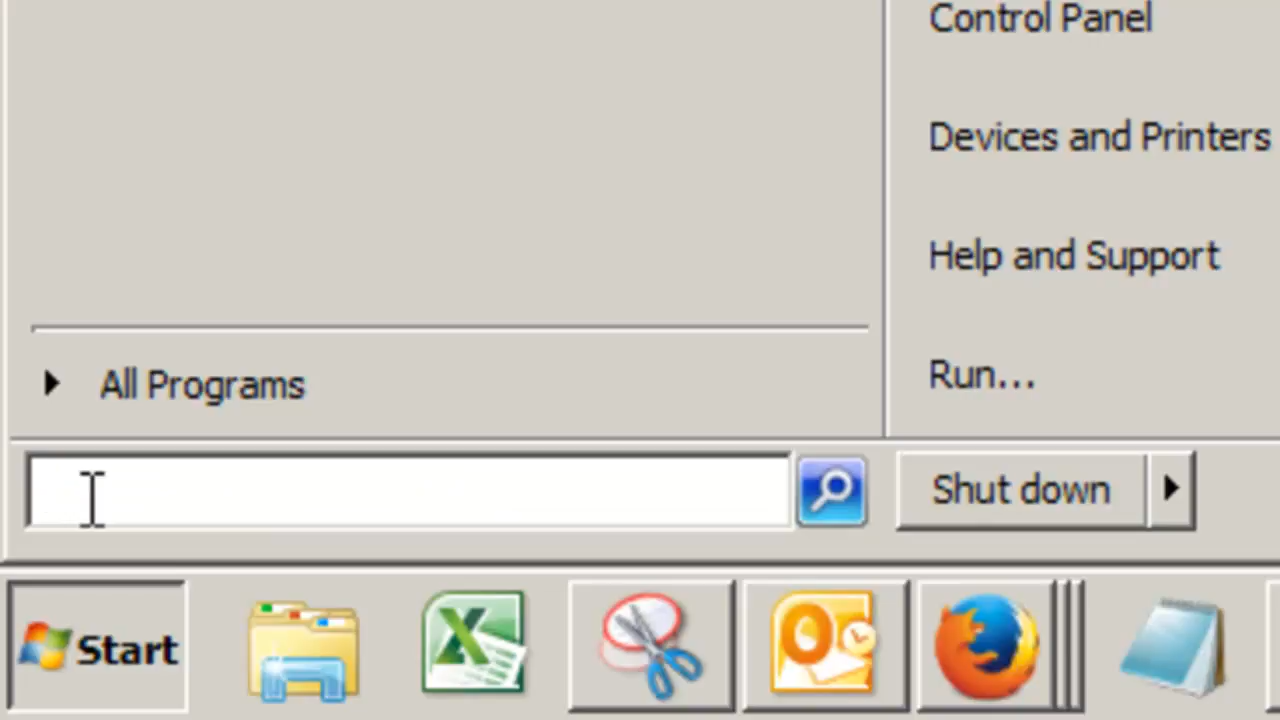 Control Panel
Devices and Printers
Help and Support
Run...
All Programs
Shut down
Start